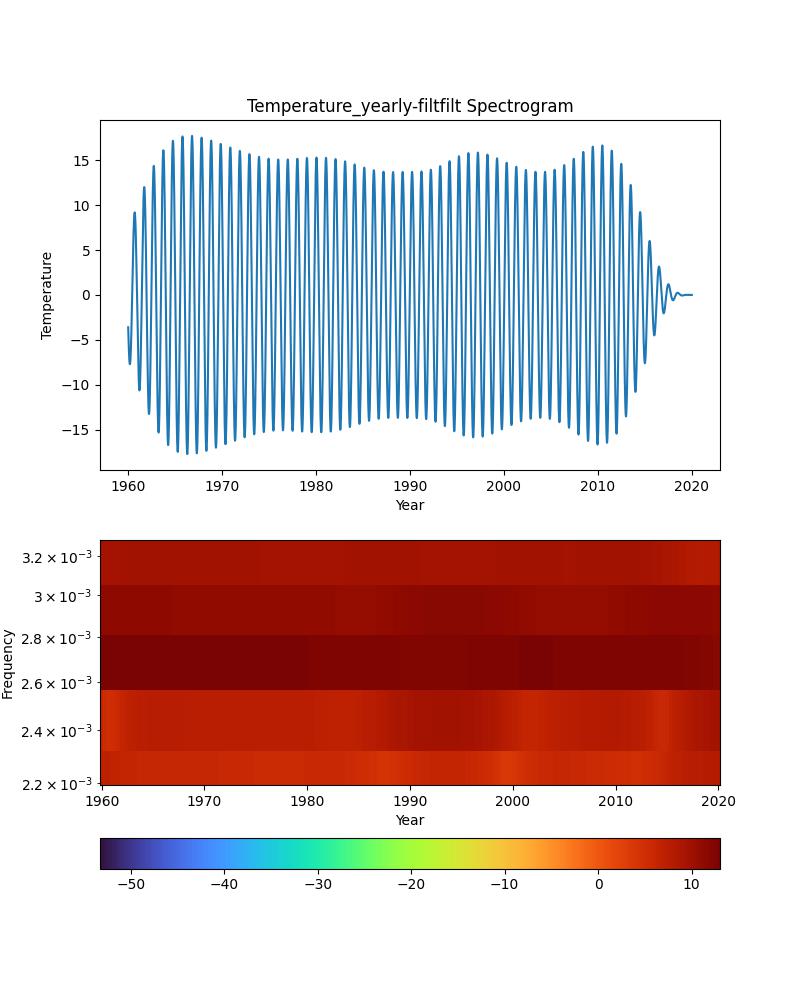 Temperature_yearly-filtfilt Spectrogram
15
10
5
0
−5
−10
−15
Temperature
1960 1970 1980 1990 2000 2010 2020
Year
3.2 × 10⁻³
3 × 10⁻³
2.8 × 10⁻³
2.6 × 10⁻³
2.4 × 10⁻³
2.2 × 10⁻³
Frequency
1960 1970 1980 1990 2000 2010 2020
Year
−50 −40 −30 −20 −10 0 10